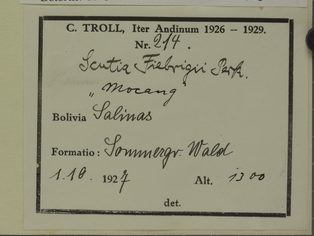 C. TROLL, Iter Andinum 1926 – 1929.
Nr. 214.
Scutia Fiebrigii Perk.
„Mocang"
Bolivia Salinas
Formatio: Sommergr. Wald
1.10. 1927 Alt. 1300
det.